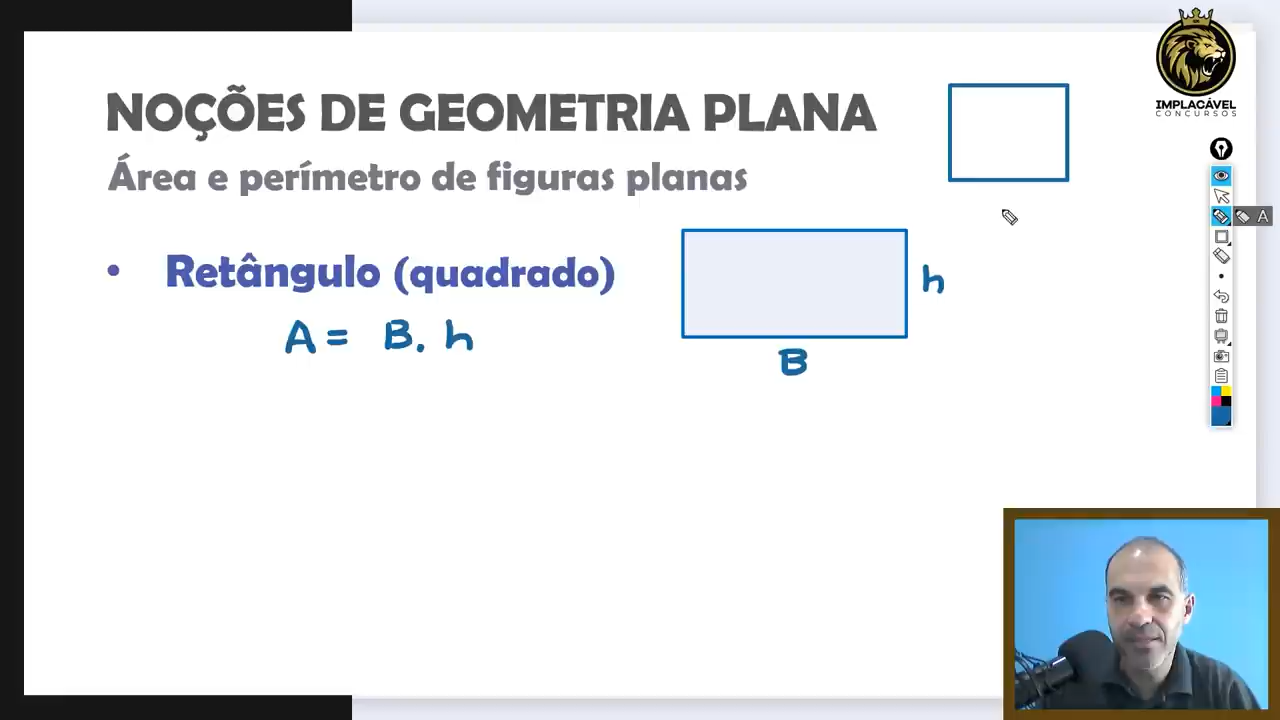 NOÇÕES DE GEOMETRIA PLANA
IMPLACÁVEL
CONCURSOS
Área e perímetro de figuras planas
• Retângulo (quadrado)
h
A = B. h
B
A